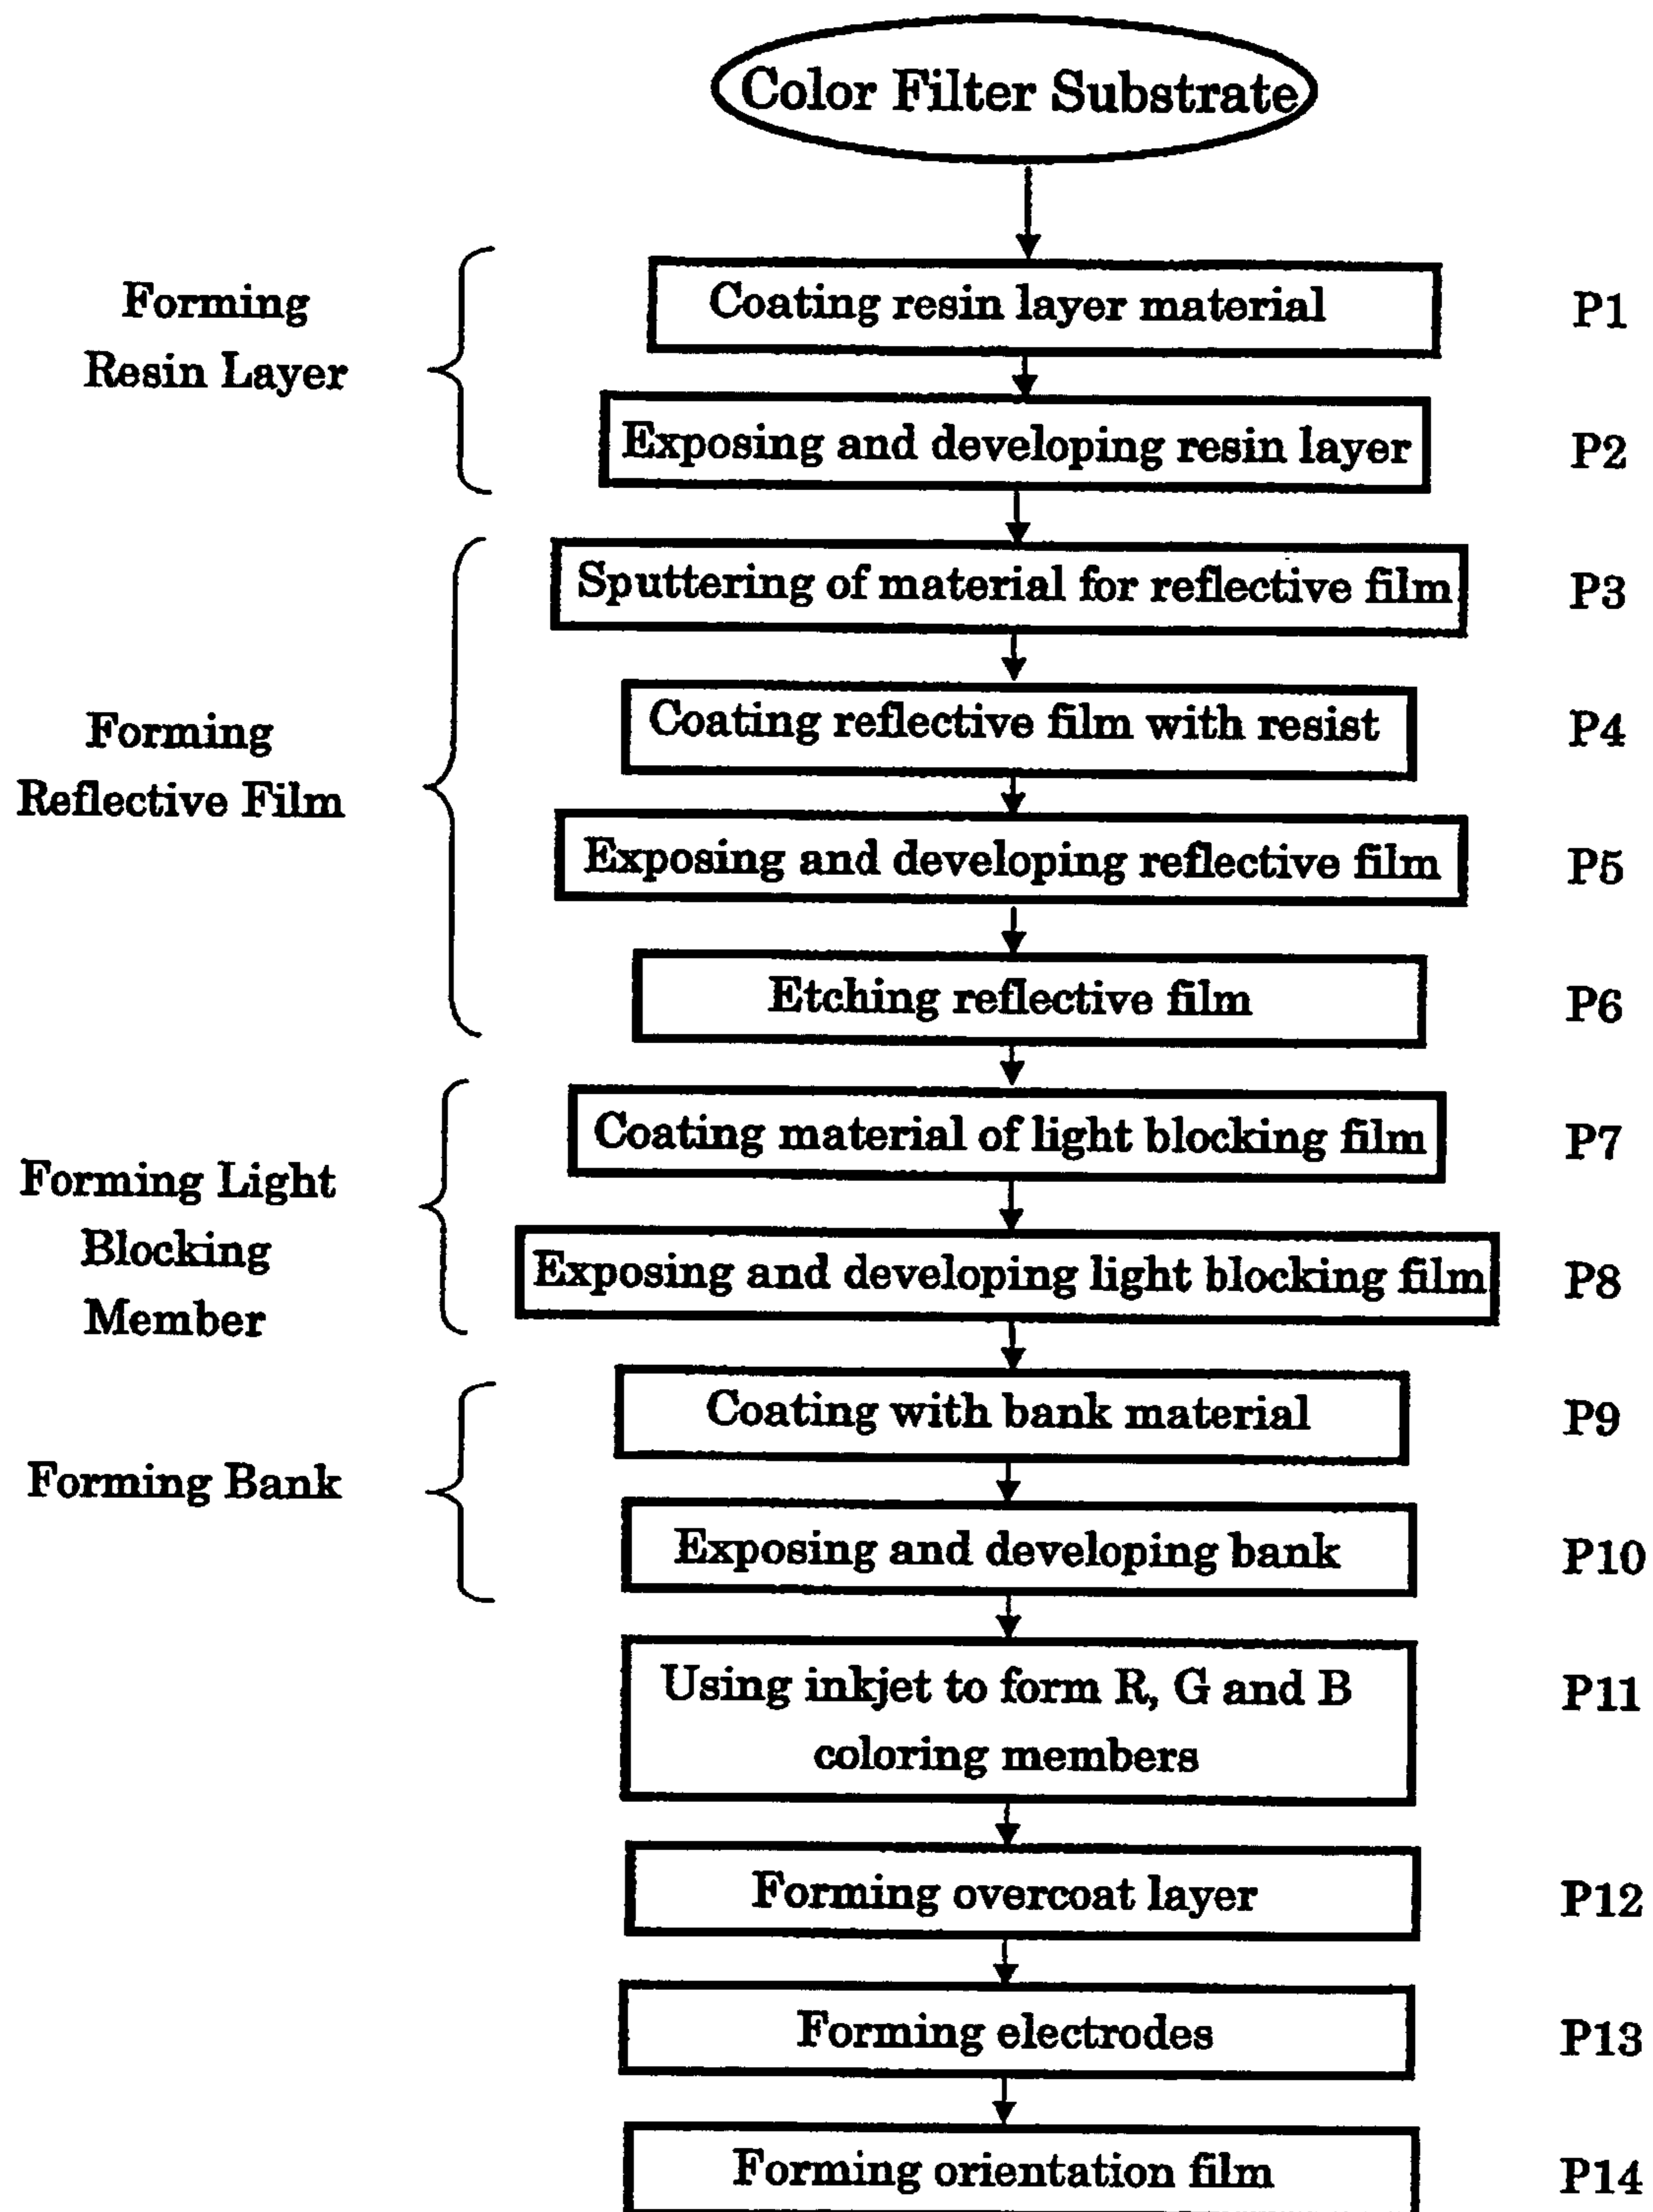 Color Filter Substrate
Forming
Resin Layer
Coating resin layer material
P1
Exposing and developing resin layer
P2
Forming
Reflective Film
Sputtering of material for reflective film
P3
Coating reflective film with resist
P4
Exposing and developing reflective film
P5
Etching reflective film
P6
Forming Light
Blocking
Member
Coating material of light blocking film
P7
Exposing and developing light blocking film
P8
Forming Bank
Coating with bank material
P9
Exposing and developing bank
P10
Using inkjet to form R, G and B
coloring members
P11
Forming overcoat layer
P12
Forming electrodes
P13
Forming orientation film
P14